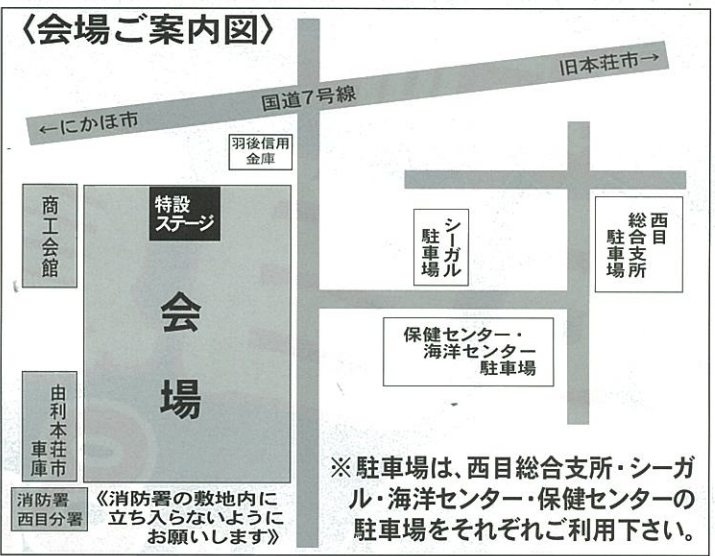 〈会場ご案内図〉
旧本荘市→
国道7号線
←にかほ市
羽後信用
金庫
商工会館
特設
ステージ
会場
シーガル
駐車場
西目
総合支所
駐車場
保健センター・
海洋センター
駐車場
由利本荘市
車庫
消防署
西目分署
《消防署の敷地内に
立ち入らないように
お願いします》
※駐車場は、西目総合支所・シーガ
ル・海洋センター・保健センターの
駐車場をそれぞれご利用下さい。